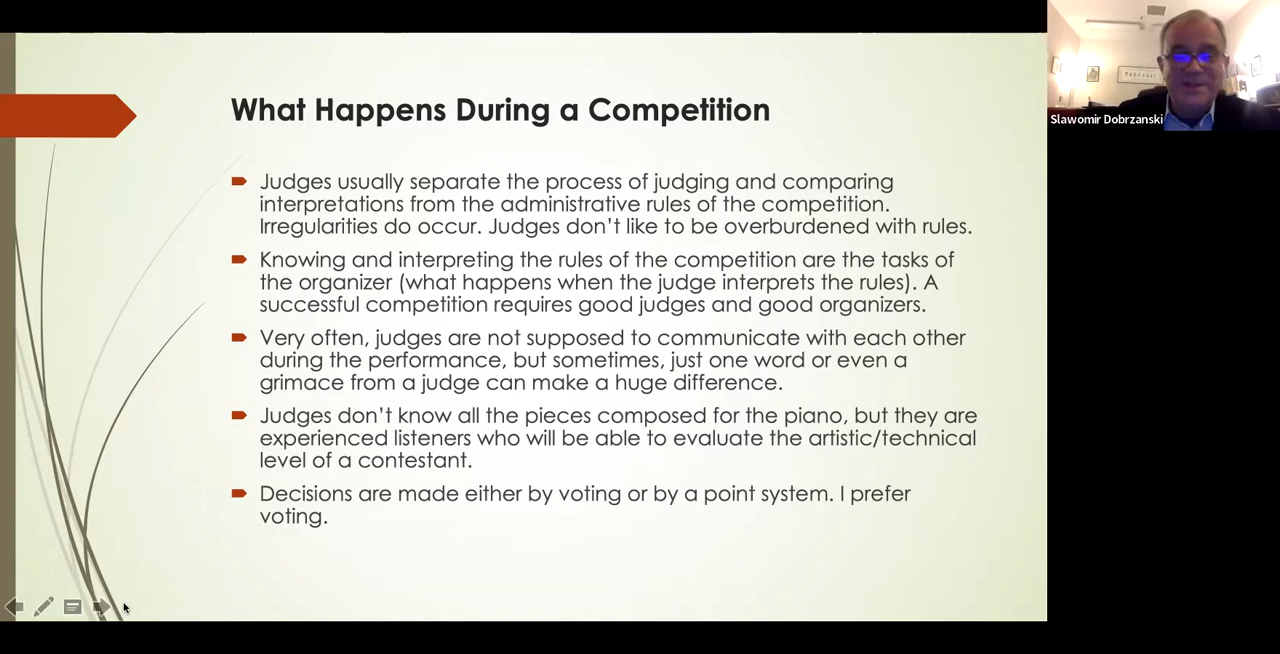 What Happens During a Competition
Judges usually separate the process of judging and comparing
interpretations from the administrative rules of the competition.
Irregularities do occur. Judges don’t like to be overburdened with rules.
Knowing and interpreting the rules of the competition are the tasks of
the organizer (what happens when the judge interprets the rules). A
successful competition requires good judges and good organizers.
Very often, judges are not supposed to communicate with each other
during the performance, but sometimes, just one word or even a
grimace from a judge can make a huge difference.
Judges don’t know all the pieces composed for the piano, but they are
experienced listeners who will be able to evaluate the artistic/technical
level of a contestant.
Decisions are made either by voting or by a point system. I prefer
voting.
Slawomir Dobrzanski